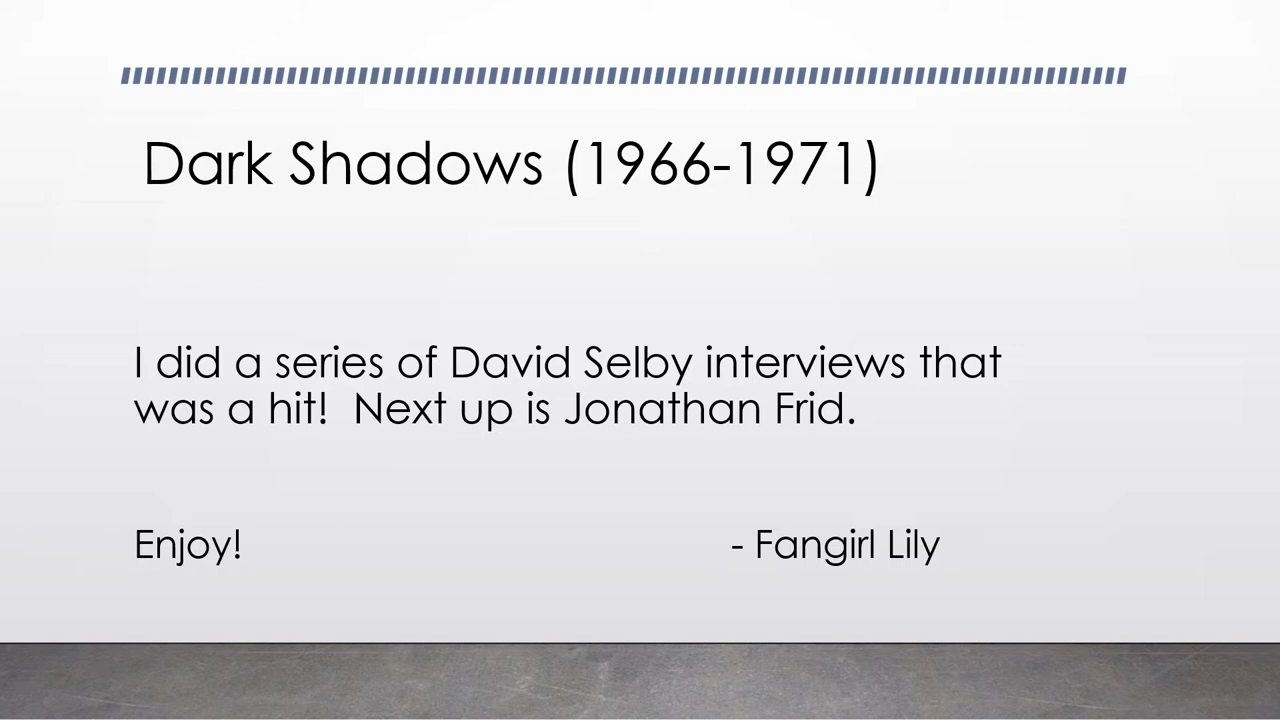 Dark Shadows (1966-1971)
I did a series of David Selby interviews that
was a hit!  Next up is Jonathan Frid.
Enjoy! - Fangirl Lily